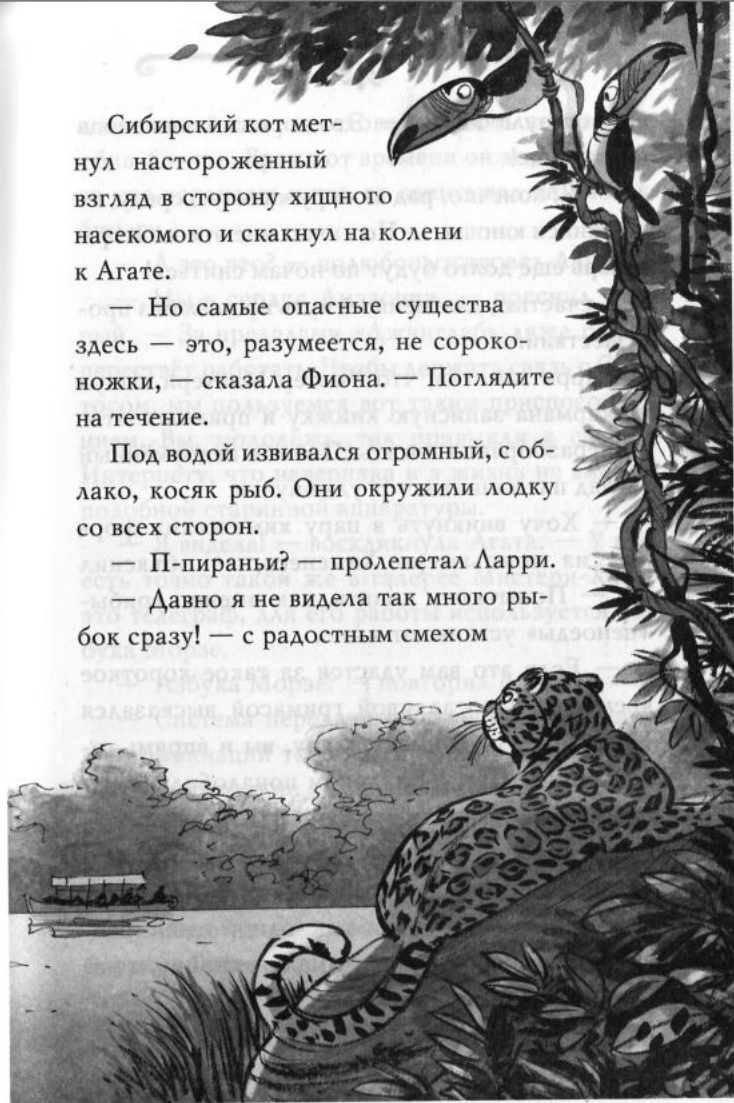 Сибирский кот мет-
нул настороженный
взгляд в сторону хищного
насекомого и скакнул на колени
к Агате.
— Но самые опасные существа
здесь — это, разумеется, не сороко-
ножки, — сказала Фиона. — Поглядите
на течение.
Под водой извивался огромный, с об-
лако, косяк рыб. Они окружили лодку
со всех сторон.
— П-пираньи? — пролепетал Ларри.
— Давно я не видела так много ры-
бок сразу! — с радостным смехом